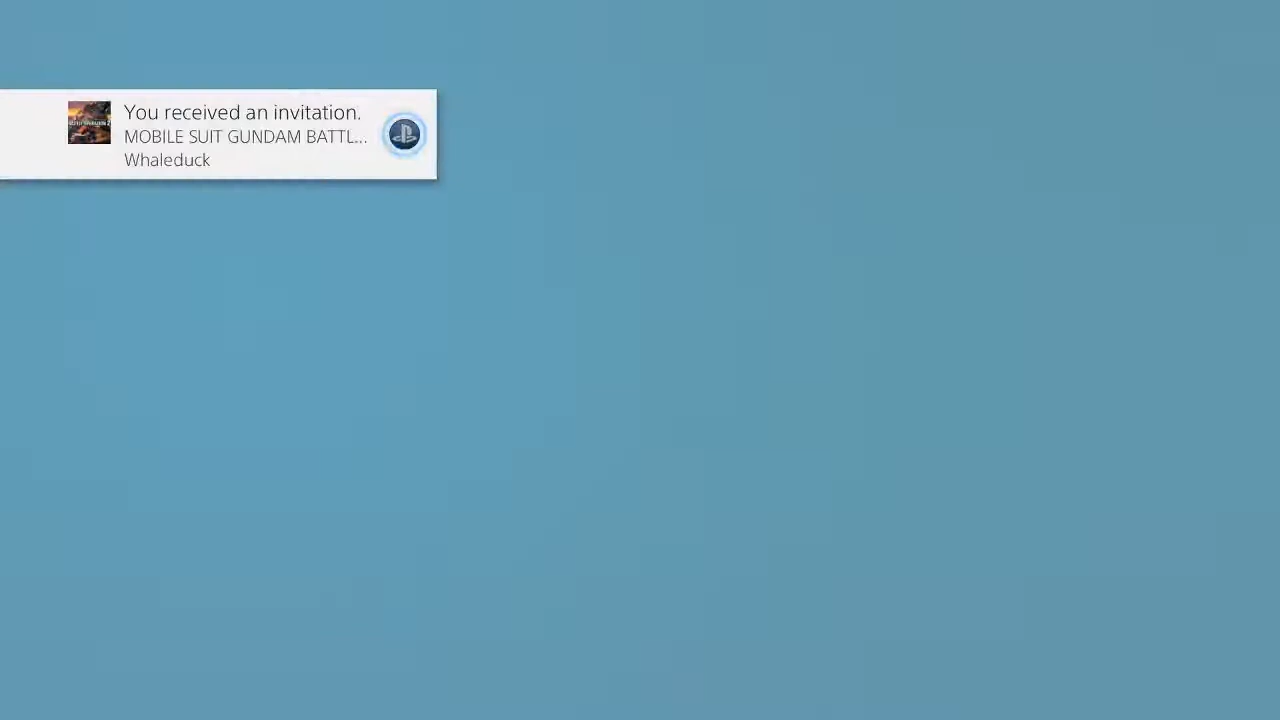 You received an invitation.
MOBILE SUIT GUNDAM BATTL...
Whaleduck